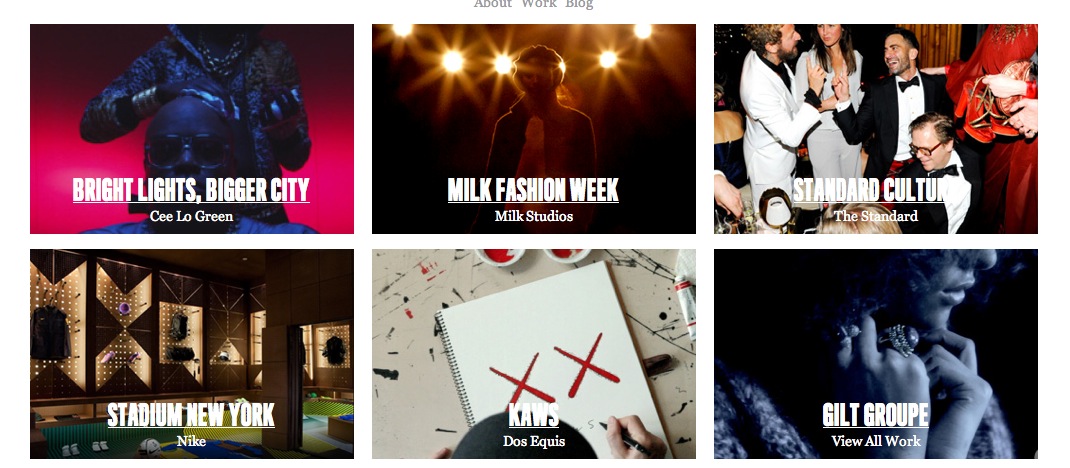 About Work Blog
BRIGHT LIGHTS, BIGGER CITY
Cee Lo Green
MILK FASHION WEEK
Milk Studios
STANDARD CULTURE
The Standard
STADIUM NEW YORK
Nike
KAWS
Dos Equis
GILT GROUPE
View All Work